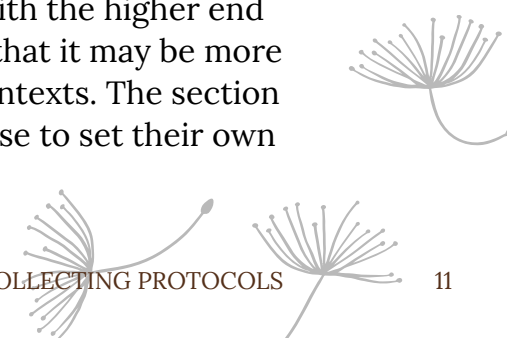 ith the higher end
that it may be more
ntexts. The section
se to set their own
OLLECTING PROTOCOLS 11